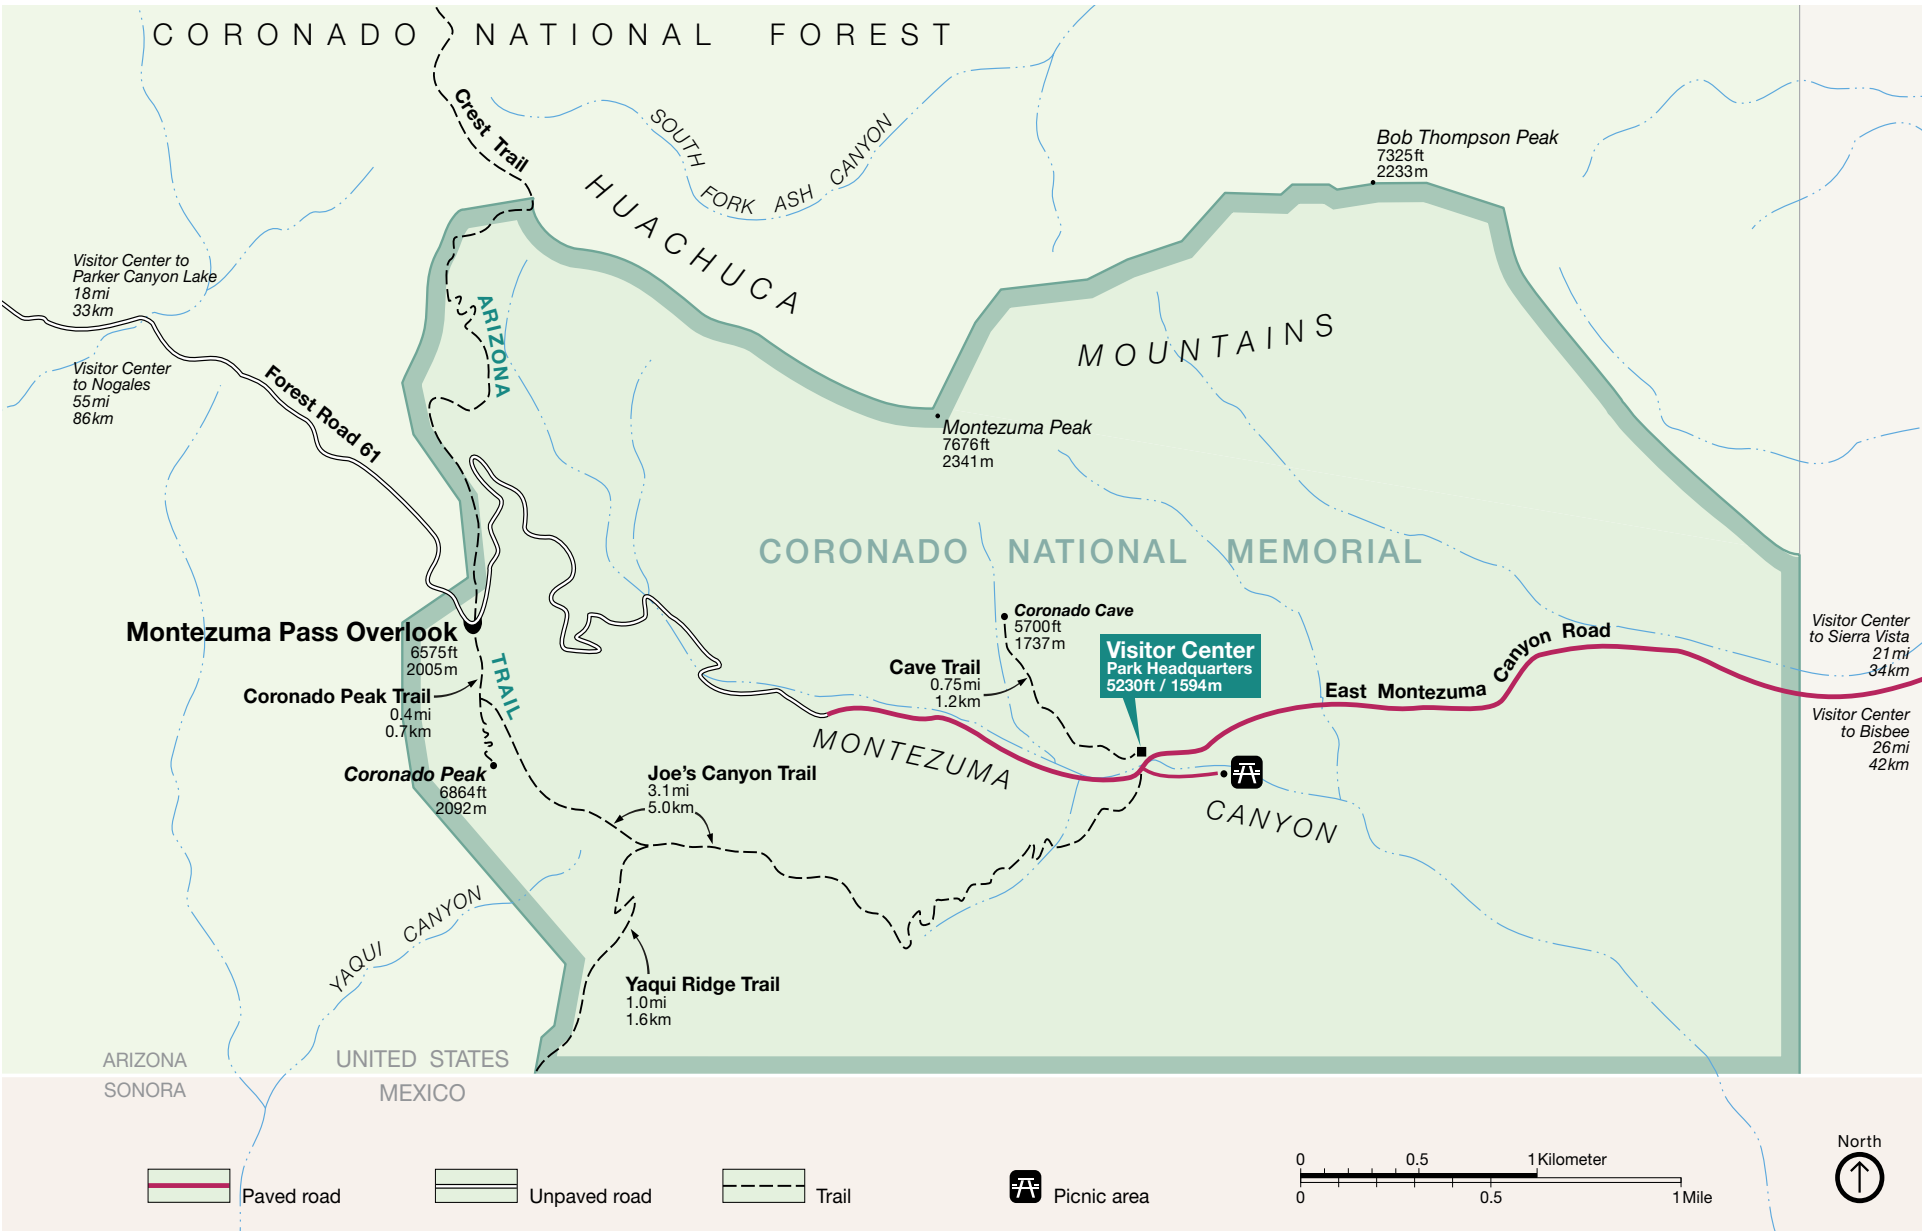 CORONADO NATIONAL FOREST
Crest Trail
SOUTH FORK ASH CANYON
Bob Thompson Peak
7325ft
2233m
HUACHUCA
MOUNTAINS
Visitor Center to
Parker Canyon Lake
18mi
33km
ARIZONA
Visitor Center
to Nogales
55mi
86km
Forest Road 61
Montezuma Peak
7676ft
2341m
CORONADO NATIONAL MEMORIAL
Coronado Cave
5700ft
1737m
Visitor Center
Park Headquarters
5230ft / 1594m
Visitor Center
to Sierra Vista
21mi
34km
Montezuma Pass Overlook
6575ft
2005m
TRAIL
Cave Trail
0.75mi
1.2km
East Montezuma Canyon Road
Coronado Peak Trail
0.4mi
0.7km
Visitor Center
to Bisbee
26mi
42km
MONTEZUMA
CANYON
Coronado Peak
6864ft
2092m
Joe's Canyon Trail
3.1mi
5.0km
YAQUI CANYON
Yaqui Ridge Trail
1.0mi
1.6km
ARIZONA
UNITED STATES
SONORA
MEXICO
Paved road
Unpaved road
Trail
Picnic area
0 0.5 1Kilometer
0 0.5 1Mile
North